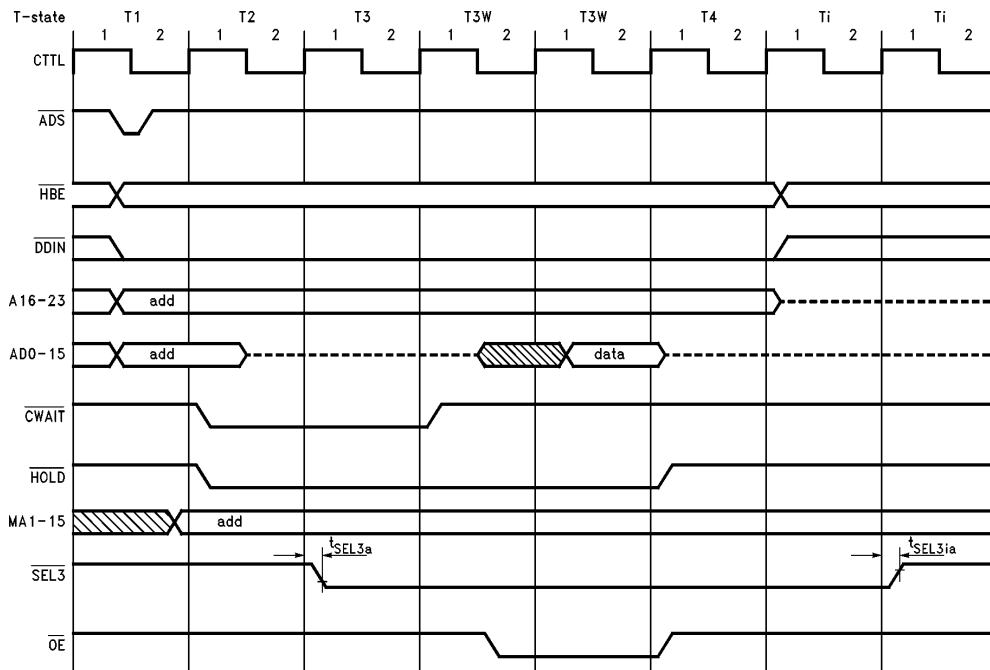 T-state T1 T2 T3 T3W T3W T4 Ti Ti
1 2 1 2 1 2 1 2 1 2 1 2 1 2 1 2
CTTL
ADS
HBE
DDIN
A16-23 add
AD0-15 add data
CWAIT
HOLD
MA1-15 add
tSEL3a tSEL3ia
SEL3
OE